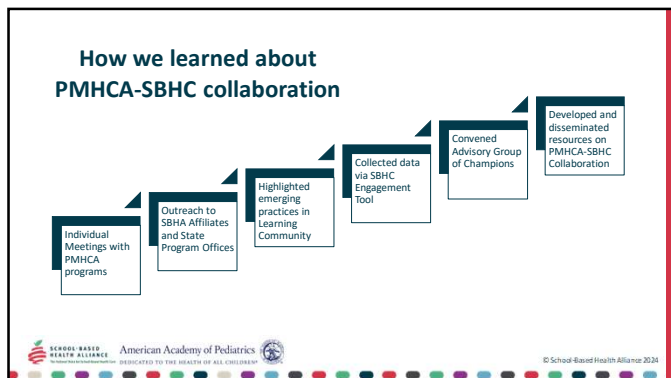 How we learned about
PMHCA-SBHC collaboration
Individual
Meetings with
PMHCA
programs
Outreach to
SBHA Affiliates
and State
Program Offices
Highlighted
emerging
practices in
Learning
Community
Collected data
via SBHC
Engagement
Tool
Convened
Advisory Group
of Champions
Developed and
disseminated
resources on
PMHCA-SBHC
Collaboration
SCHOOL-BASED
HEALTH ALLIANCE
American Academy of Pediatrics
DEDICATED TO THE HEALTH OF ALL CHILDREN®
© School-Based Health Alliance 2024